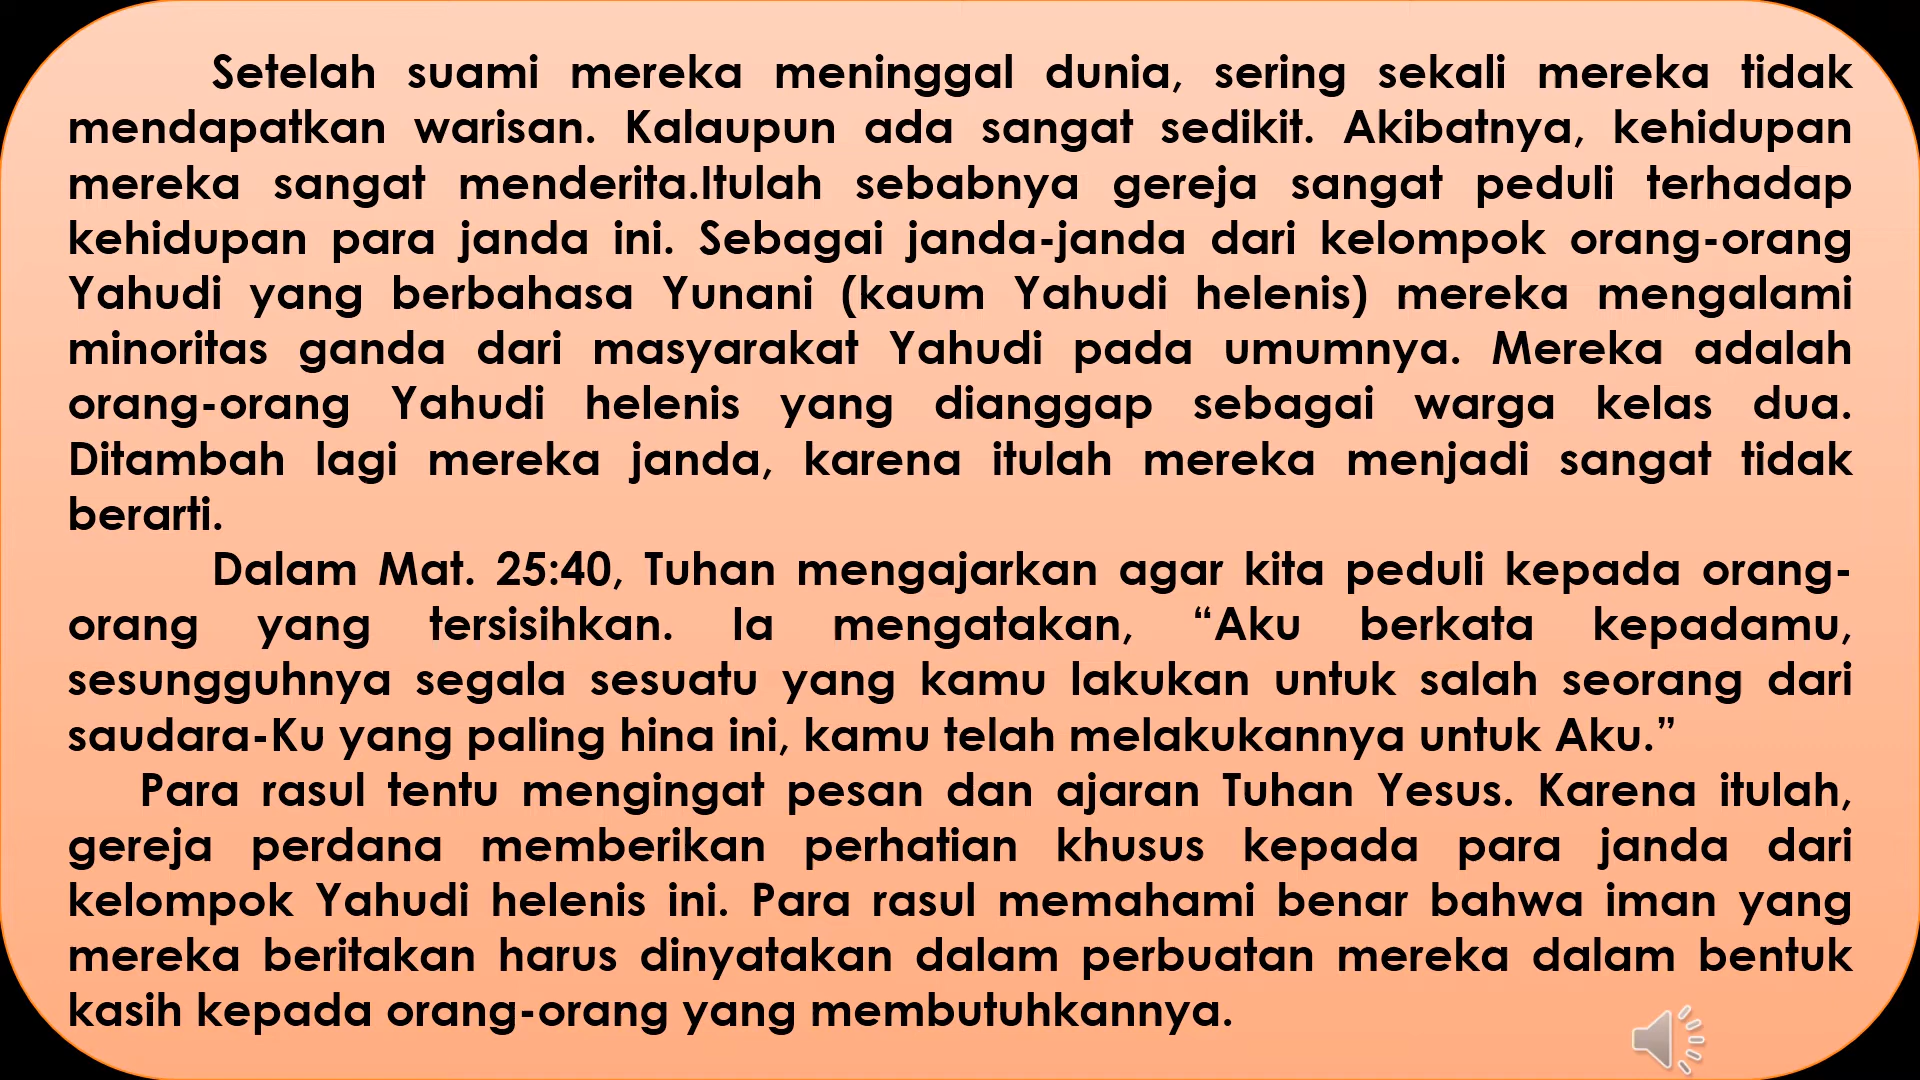 Setelah suami mereka meninggal dunia, sering sekali mereka tidak
mendapatkan warisan. Kalaupun ada sangat sedikit. Akibatnya, kehidupan
mereka sangat menderita.Itulah sebabnya gereja sangat peduli terhadap
kehidupan para janda ini. Sebagai janda-janda dari kelompok orang-orang
Yahudi yang berbahasa Yunani (kaum Yahudi helenis) mereka mengalami
minoritas ganda dari masyarakat Yahudi pada umumnya. Mereka adalah
orang-orang Yahudi helenis yang dianggap sebagai warga kelas dua.
Ditambah lagi mereka janda, karena itulah mereka menjadi sangat tidak
berarti.
Dalam Mat. 25:40, Tuhan mengajarkan agar kita peduli kepada orang-
orang yang tersisihkan. Ia mengatakan, “Aku berkata kepadamu,
sesungguhnya segala sesuatu yang kamu lakukan untuk salah seorang dari
saudara-Ku yang paling hina ini, kamu telah melakukannya untuk Aku.”
Para rasul tentu mengingat pesan dan ajaran Tuhan Yesus. Karena itulah,
gereja perdana memberikan perhatian khusus kepada para janda dari
kelompok Yahudi helenis ini. Para rasul memahami benar bahwa iman yang
mereka beritakan harus dinyatakan dalam perbuatan mereka dalam bentuk
kasih kepada orang-orang yang membutuhkannya.